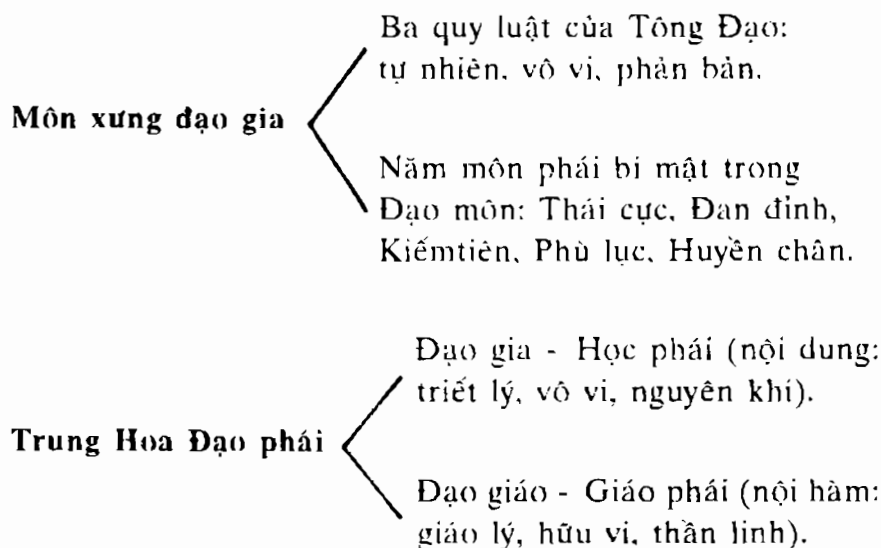 Ba quy luật của Tông Đạo:
tự nhiên, vô vi, phản bản.
Môn xưng đạo gia
Năm môn phái bí mật trong
Đạo môn: Thái cực, Đan đỉnh,
Kiếmtiên, Phù lục, Huyền chân.
Đạo gia - Học phái (nội dung:
triết lý, vô vi, nguyên khí).
Trung Hoa Đạo phái
Đạo giáo - Giáo phái (nội hàm:
giáo lý, hữu vi, thần linh).